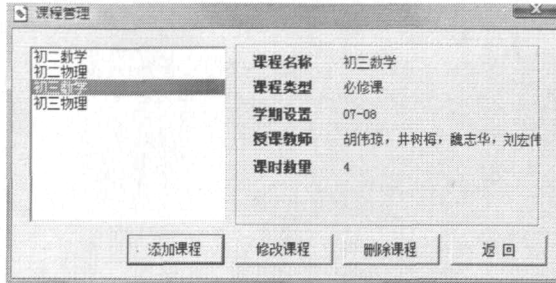 课程管理
初二数学
初二物理
初三数学
初三物理
课程名称 初三数学
课程类型 必修课
学期设置 07-08
授课教师 胡伟琼，井树梅，魏志华，刘宏伟
课时数量 4
添加课程 修改课程 删除课程 返回